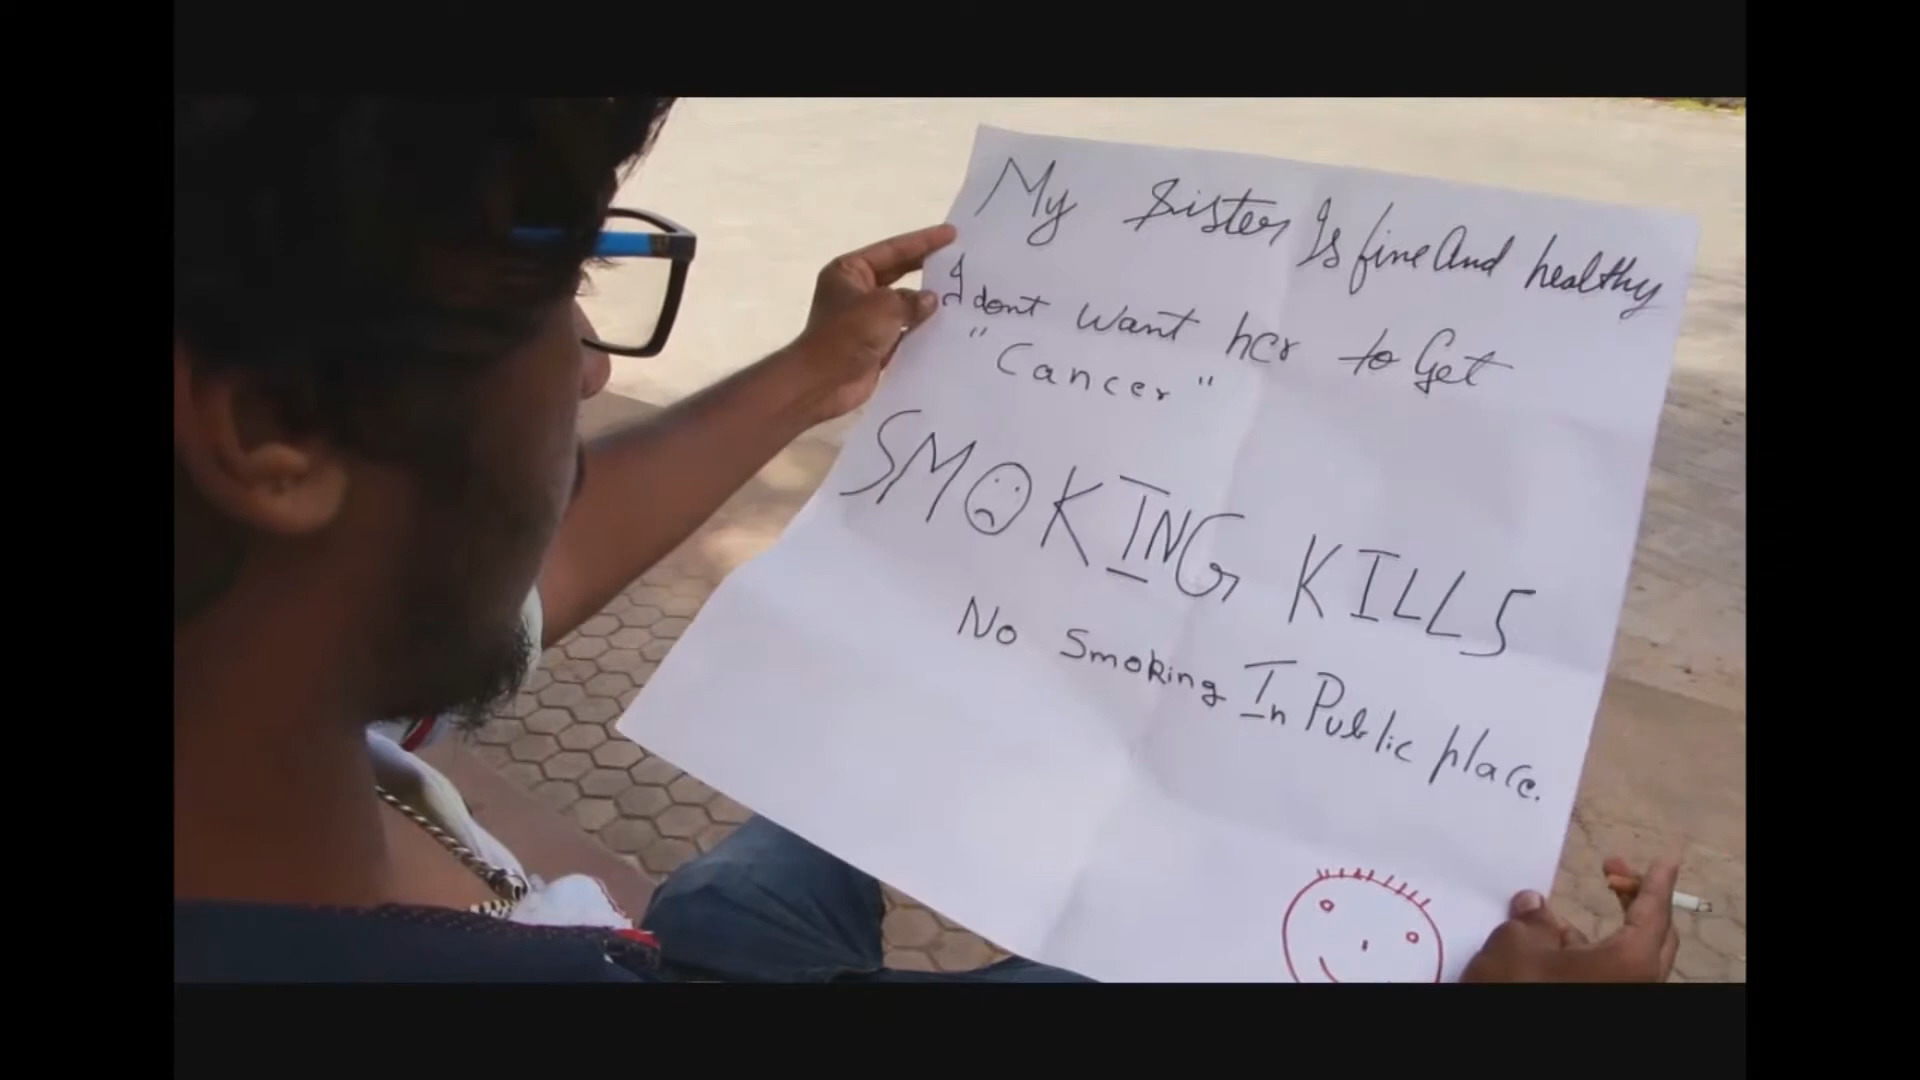 My Sister Is fine And healthy
I dont want her to Get
"Cancer"
SMOKING KILLS
No Smoking In Public place.